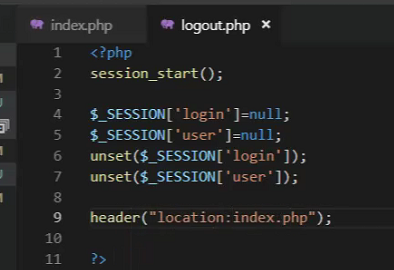 index.php logout.php ×
1 <?php
2 session_start();
3
4 $_SESSION['login']=null;
5 $_SESSION['user']=null;
6 unset($_SESSION['login']);
7 unset($_SESSION['user']);
8
9 header("location:index.php");
10
11 ?>